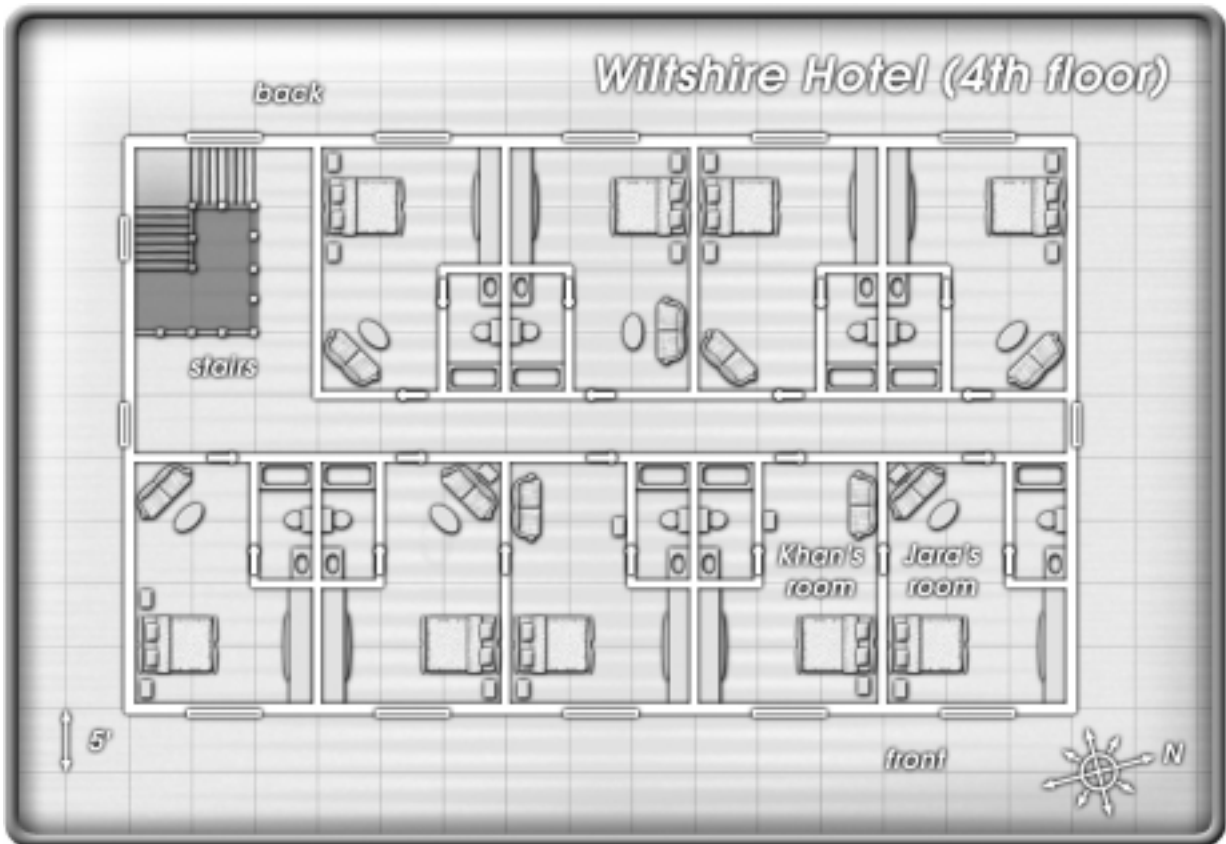 Wiltshire Hotel (4th floor)
back
stairs
Khan's
room
Jara's
room
5'
front
N